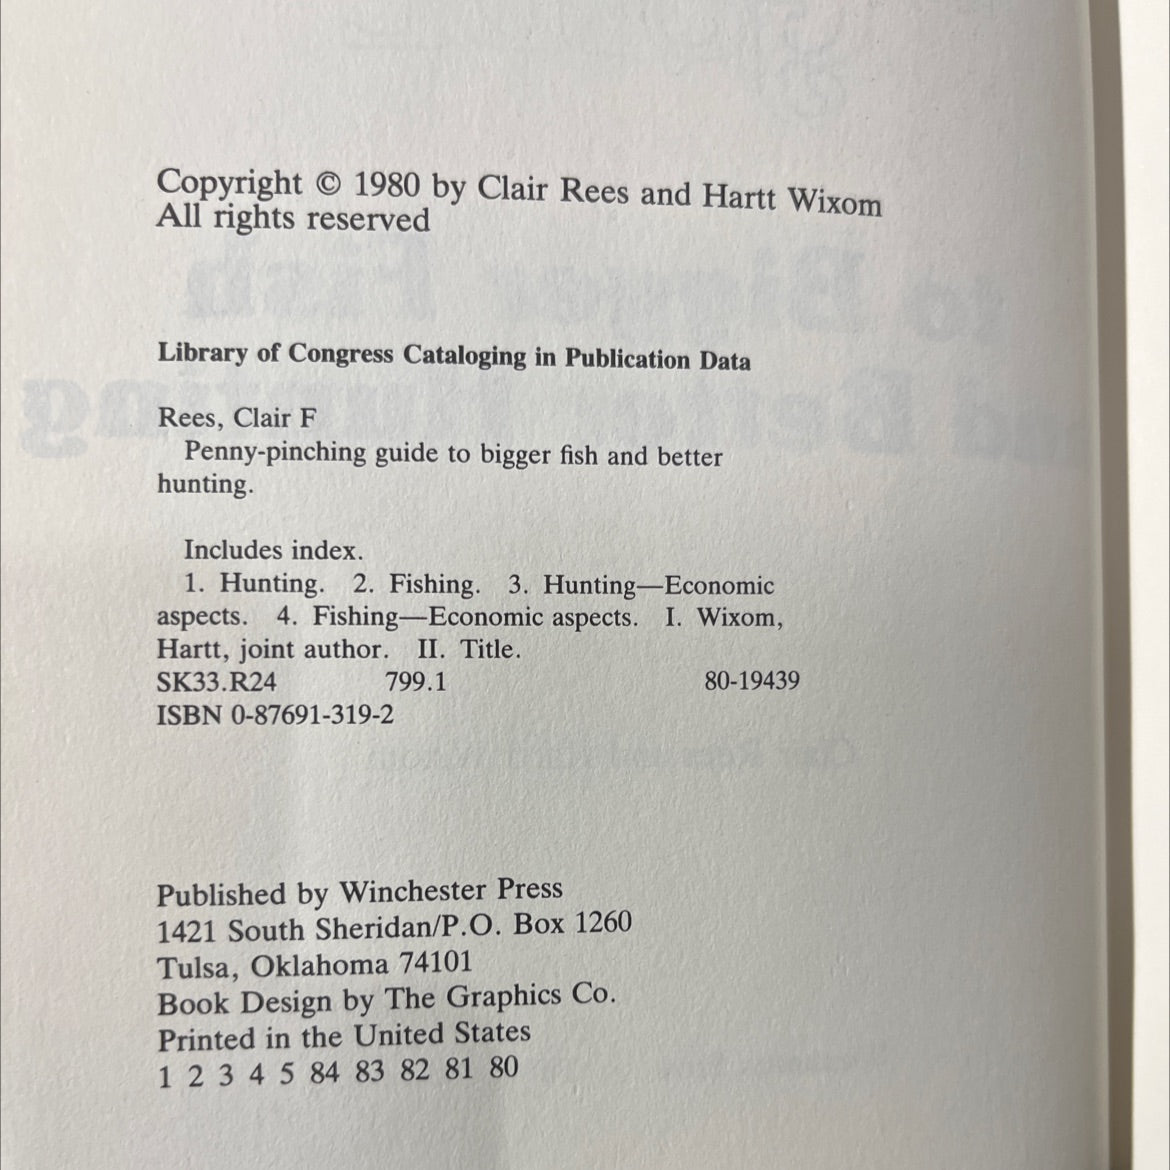 Copyright © 1980 by Clair Rees and Hartt Wixom
All rights reserved
Library of Congress Cataloging in Publication Data
Rees, Clair F
Penny-pinching guide to bigger fish and better
hunting.
Includes index.
1. Hunting. 2. Fishing. 3. Hunting—Economic
aspects. 4. Fishing—Economic aspects. I. Wixom,
Hartt, joint author. II. Title.
SK33.R24 799.1 80-19439
ISBN 0-87691-319-2
Published by Winchester Press
1421 South Sheridan/P.O. Box 1260
Tulsa, Oklahoma 74101
Book Design by The Graphics Co.
Printed in the United States
1 2 3 4 5 84 83 82 81 80